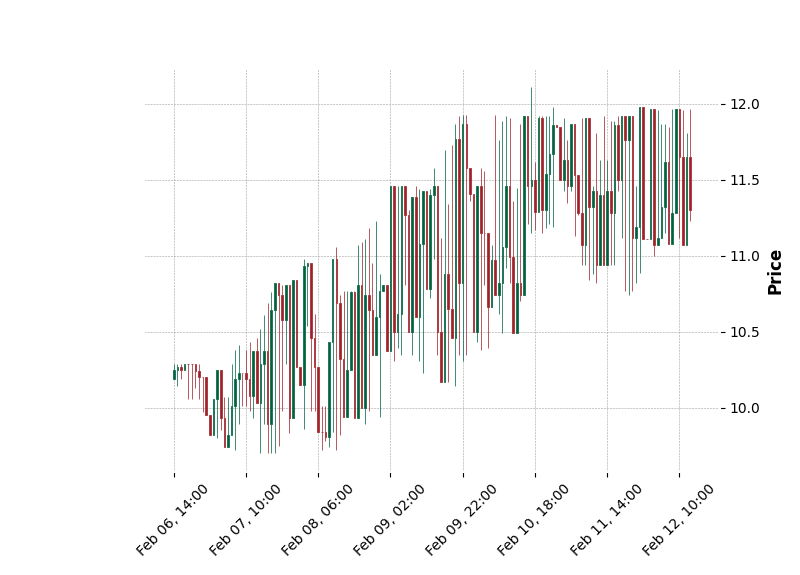 12.0
11.5
11.0
10.5
10.0
Price
Feb 06, 14:00
Feb 07, 10:00
Feb 08, 06:00
Feb 09, 02:00
Feb 09, 22:00
Feb 10, 18:00
Feb 11, 14:00
Feb 12, 10:00